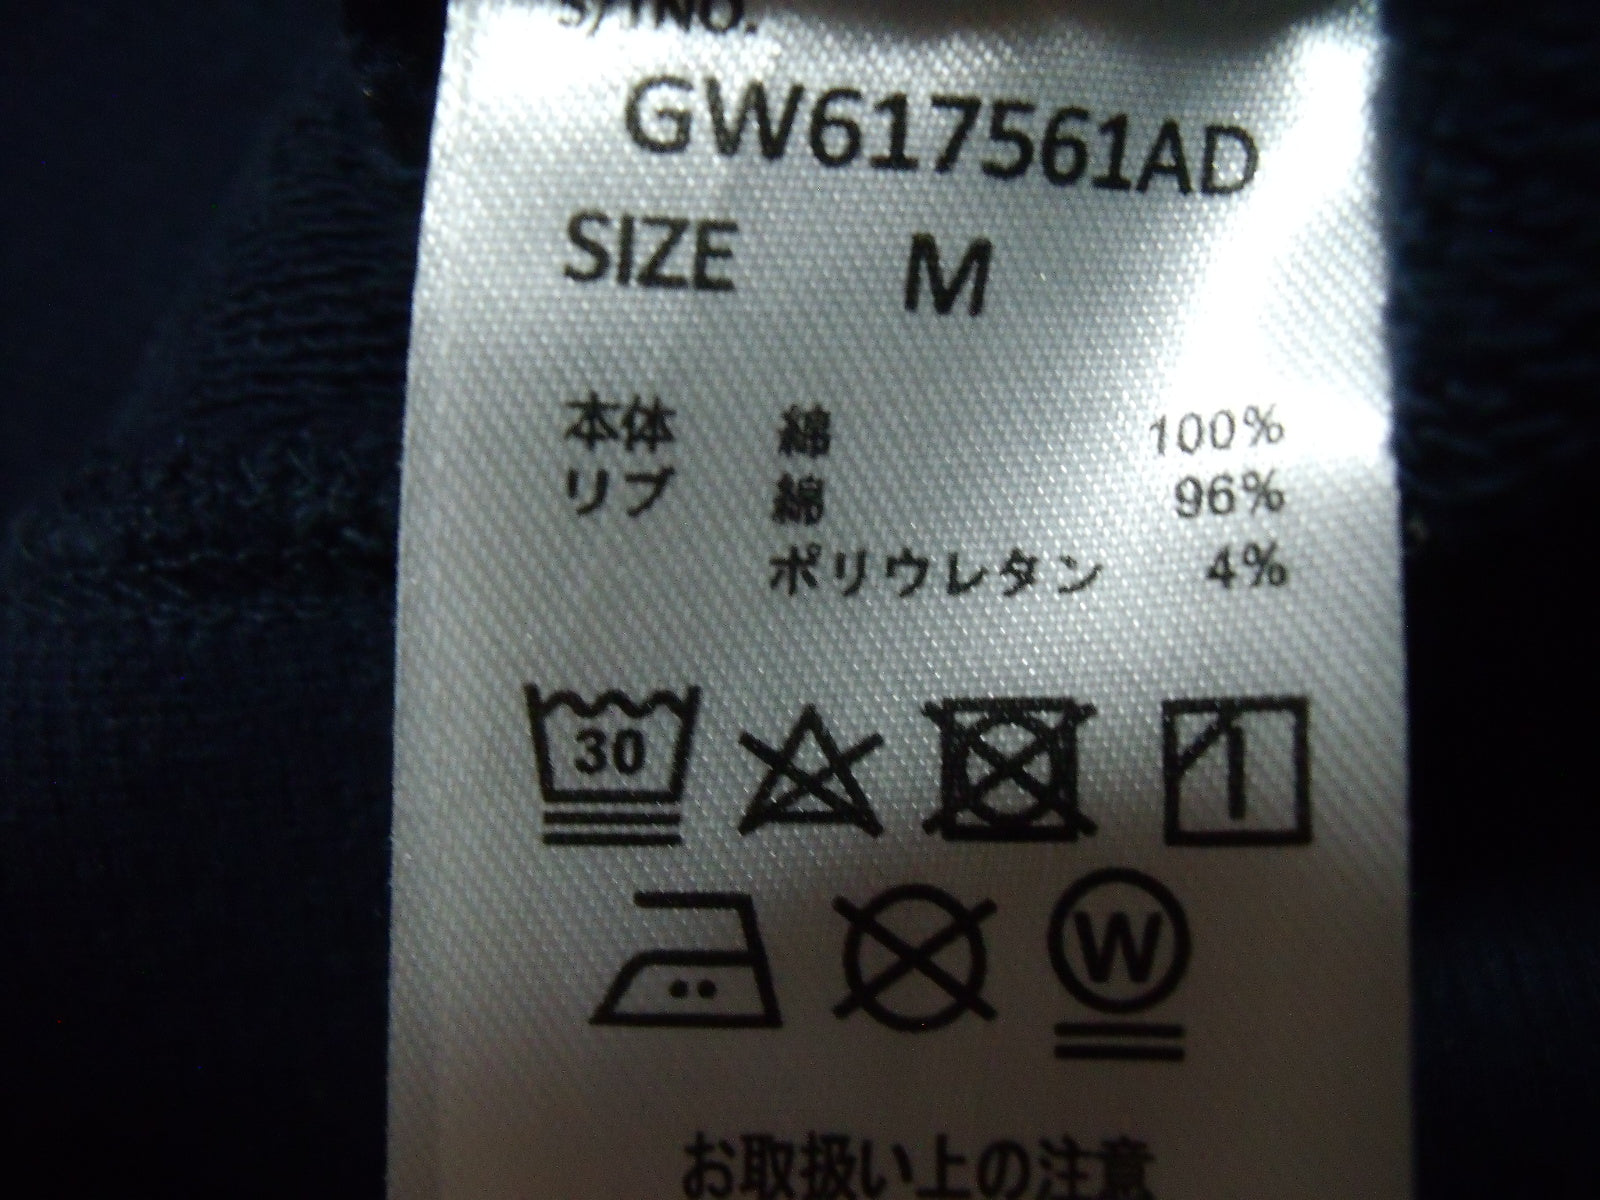 S/TNO.
GW617561AD
SIZE M
本体 綿 100%
リブ 綿 96%
ポリウレタン 4%
30
W
お取扱い上の注意